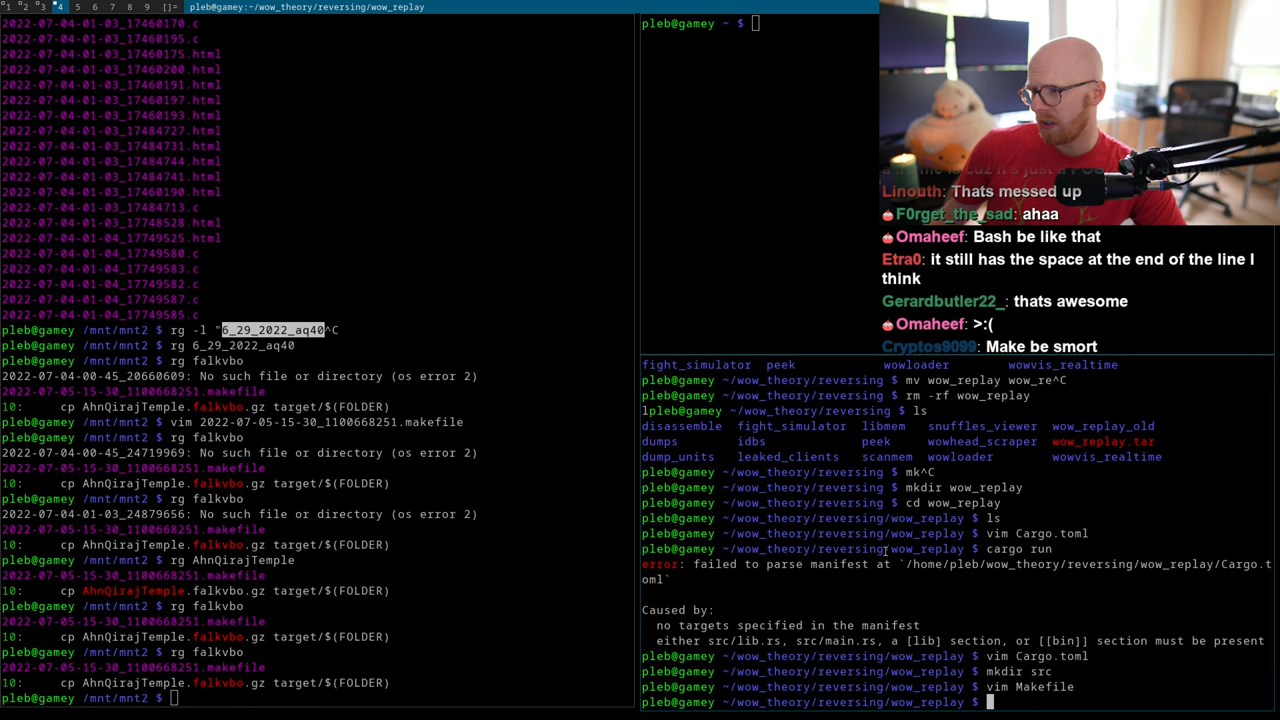 1 2 3 4 5 6 7 8 9 []= pleb@gamey:~/wow_theory/reversing/wow_replay
2022-07-04-01-03_17460170.c
2022-07-04-01-03_17460195.c
2022-07-04-01-03_17460175.html
2022-07-04-01-03_17460200.html
2022-07-04-01-03_17460191.html
2022-07-04-01-03_17460197.html
2022-07-04-01-03_17460193.html
2022-07-04-01-03_17484727.html
2022-07-04-01-03_17484731.html
2022-07-04-01-03_17484744.html
2022-07-04-01-03_17484741.html
2022-07-04-01-03_17460190.html
2022-07-04-01-03_17484713.c
2022-07-04-01-03_17748528.html
2022-07-04-01-03_17749525.html
2022-07-04-01-03_17749580.c
2022-07-04-01-03_17749583.c
2022-07-04-01-03_17749582.c
2022-07-04-01-03_17749587.c
2022-07-04-01-03_17749585.c
pleb@gamey /mnt/mnt2 $ rg -l "6_29_2022_aq40^C
pleb@gamey /mnt/mnt2 $ rg 6_29_2022_aq40
pleb@gamey /mnt/mnt2 $ rg falkvbo
2022-07-04-00-45_20660609: No such file or directory (os error 2)
2022-07-05-15-30_1100668251.makefile
10: cp AhnQirajTemple.falkvbo.gz target/$(FOLDER)
pleb@gamey /mnt/mnt2 $ vim 2022-07-05-15-30_1100668251.makefile
pleb@gamey /mnt/mnt2 $ rg falkvbo
2022-07-04-00-45_24719969: No such file or directory (os error 2)
2022-07-05-15-30_1100668251.makefile
10: cp AhnQirajTemple.falkvbo.gz target/$(FOLDER)
pleb@gamey /mnt/mnt2 $ rg falkvbo
2022-07-04-01-03_24879656: No such file or directory (os error 2)
2022-07-05-15-30_1100668251.makefile
10: cp AhnQirajTemple.falkvbo.gz target/$(FOLDER)
pleb@gamey /mnt/mnt2 $ rg AhnQirajTemple
2022-07-05-15-30_1100668251.makefile
10: cp AhnQirajTemple.falkvbo.gz target/$(FOLDER)
pleb@gamey /mnt/mnt2 $ rg falkvbo
2022-07-05-15-30_1100668251.makefile
10: cp AhnQirajTemple.falkvbo.gz target/$(FOLDER)
pleb@gamey /mnt/mnt2 $ rg falkvbo
2022-07-05-15-30_1100668251.makefile
10: cp AhnQirajTemple.falkvbo.gz target/$(FOLDER)
pleb@gamey /mnt/mnt2 $
pleb@gamey ~ $
Linouth: Thats messed up
F0rget_the_sad: ahaa
Omaheef: Bash be like that
Etra0: it still has the space at the end of the line I
think
Gerardbutler22_: thats awesome
Omaheef: >:(
Cryptos9099: Make be smort
fight_simulator peek wowloader wowvis_realtime
pleb@gamey ~/wow_theory/reversing $ mv wow_replay wow_re^C
pleb@gamey ~/wow_theory/reversing $ rm -rf wow_replay
lpleb@gamey ~/wow_theory/reversing $ ls
disassemble fight_simulator libmem snuffles_viewer wow_replay_old
dumps idbs peek wowhead_scraper wow_replay.tar
dump_units leaked_clients scanmem wowloader wowvis_realtime
pleb@gamey ~/wow_theory/reversing $ mk^C
pleb@gamey ~/wow_theory/reversing $ mkdir wow_replay
pleb@gamey ~/wow_theory/reversing $ cd wow_replay
pleb@gamey ~/wow_theory/reversing/wow_replay $ ls
pleb@gamey ~/wow_theory/reversing/wow_replay $ vim Cargo.toml
pleb@gamey ~/wow_theory/reversing/wow_replay $ cargo run
error: failed to parse manifest at `/home/pleb/wow_theory/reversing/wow_replay/Cargo.t
oml`
Caused by:
no targets specified in the manifest
either src/lib.rs, src/main.rs, a [lib] section, or [[bin]] section must be present
pleb@gamey ~/wow_theory/reversing/wow_replay $ vim Cargo.toml
pleb@gamey ~/wow_theory/reversing/wow_replay $ mkdir src
pleb@gamey ~/wow_theory/reversing/wow_replay $ vim Makefile
pleb@gamey ~/wow_theory/reversing/wow_replay $